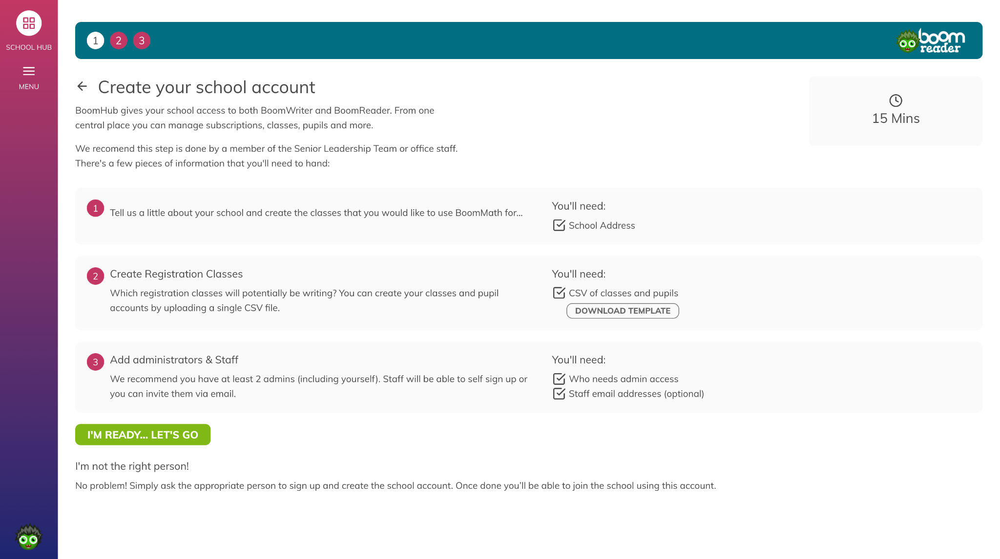 SCHOOL HUB
MENU
1 2 3
boom
reader
Create your school account
BoomHub gives your school access to both BoomWriter and BoomReader. From one
central place you can manage subscriptions, classes, pupils and more.
We recomend this step is done by a member of the Senior Leadership Team or office staff.
There's a few pieces of information that you'll need to hand:
15 Mins
1
Tell us a little about your school and create the classes that you would like to use BoomMath for...
You'll need:
School Address
2
Create Registration Classes
Which registration classes will potentially be writing? You can create your classes and pupil
accounts by uploading a single CSV file.
You'll need:
CSV of classes and pupils
DOWNLOAD TEMPLATE
3
Add administrators & Staff
We recommend you have at least 2 admins (including yourself). Staff will be able to self sign up or
you can invite them via email.
You'll need:
Who needs admin access
Staff email addresses (optional)
I'M READY... LET'S GO
I'm not the right person!
No problem! Simply ask the appropriate person to sign up and create the school account. Once done you’ll be able to join the school using this account.